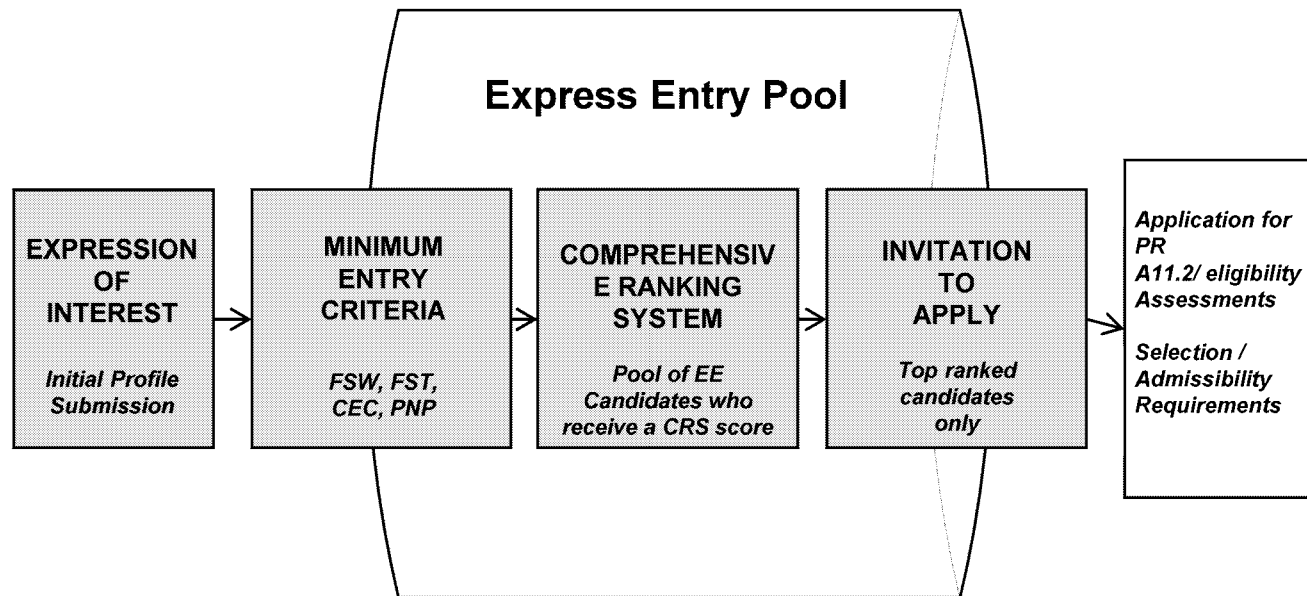 Express Entry Pool
EXPRESSION
OF
INTEREST
Initial Profile
Submission
MINIMUM
ENTRY
CRITERIA
FSW, FST,
CEC, PNP
COMPREHENSIV
E RANKING
SYSTEM
Pool of EE
Candidates who
receive a CRS score
INVITATION
TO
APPLY
Top ranked
candidates
only
Application for
PR
A11.2/ eligibility
Assessments
Selection /
Admissibility
Requirements